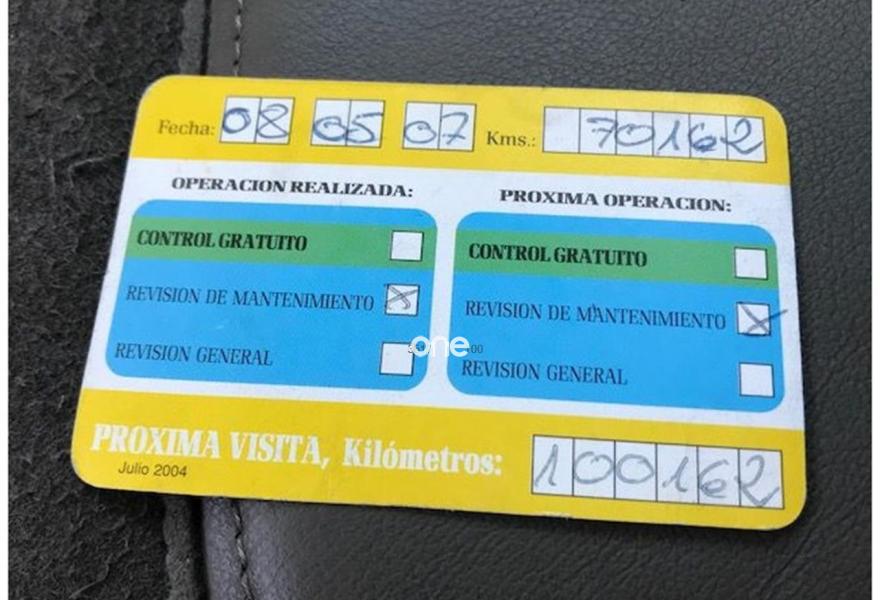 Fecha: 08 05 07 Kms.: 70162
OPERACION REALIZADA:
CONTROL GRATUITO
REVISION DE MANTENIMIENTO X
REVISION GENERAL
PROXIMA OPERACION:
CONTROL GRATUITO
REVISION DE MANTENIMIENTO X
REVISION GENERAL
one
PROXIMA VISITA, Kilómetros: 100162
Julio 2004